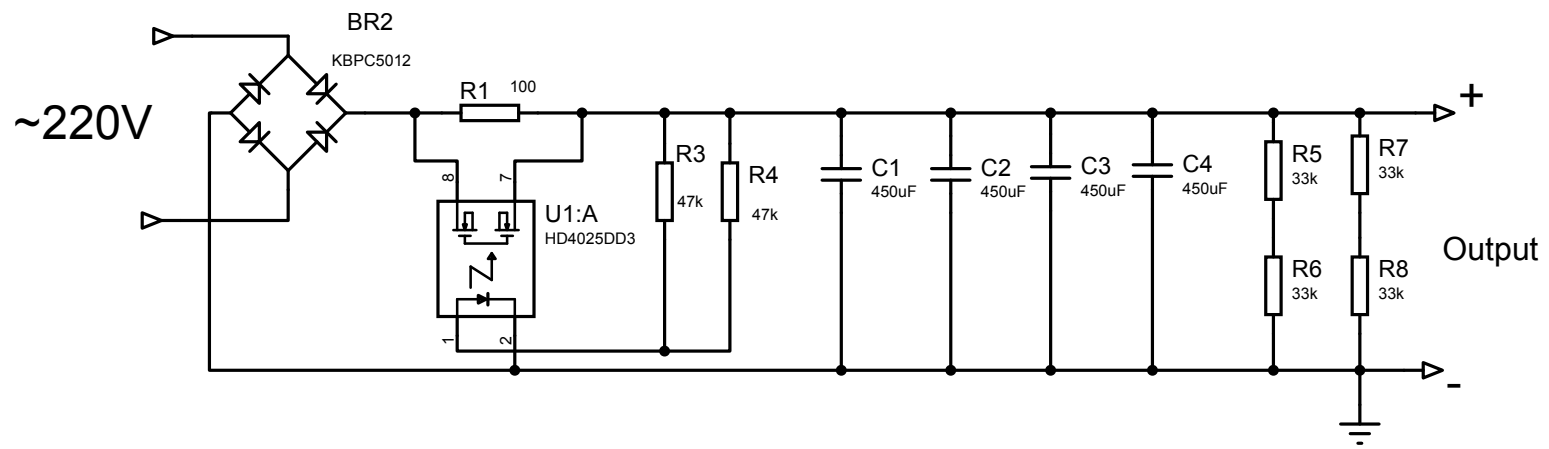 BR2
KBPC5012
~220V
R1 100
+
8 7
U1:A
HD4025DD3
1 2
R3
47k
R4
47k
C1
450uF
C2
450uF
C3
450uF
C4
450uF
R5
33k
R7
33k
R6
33k
R8
33k
Output
-